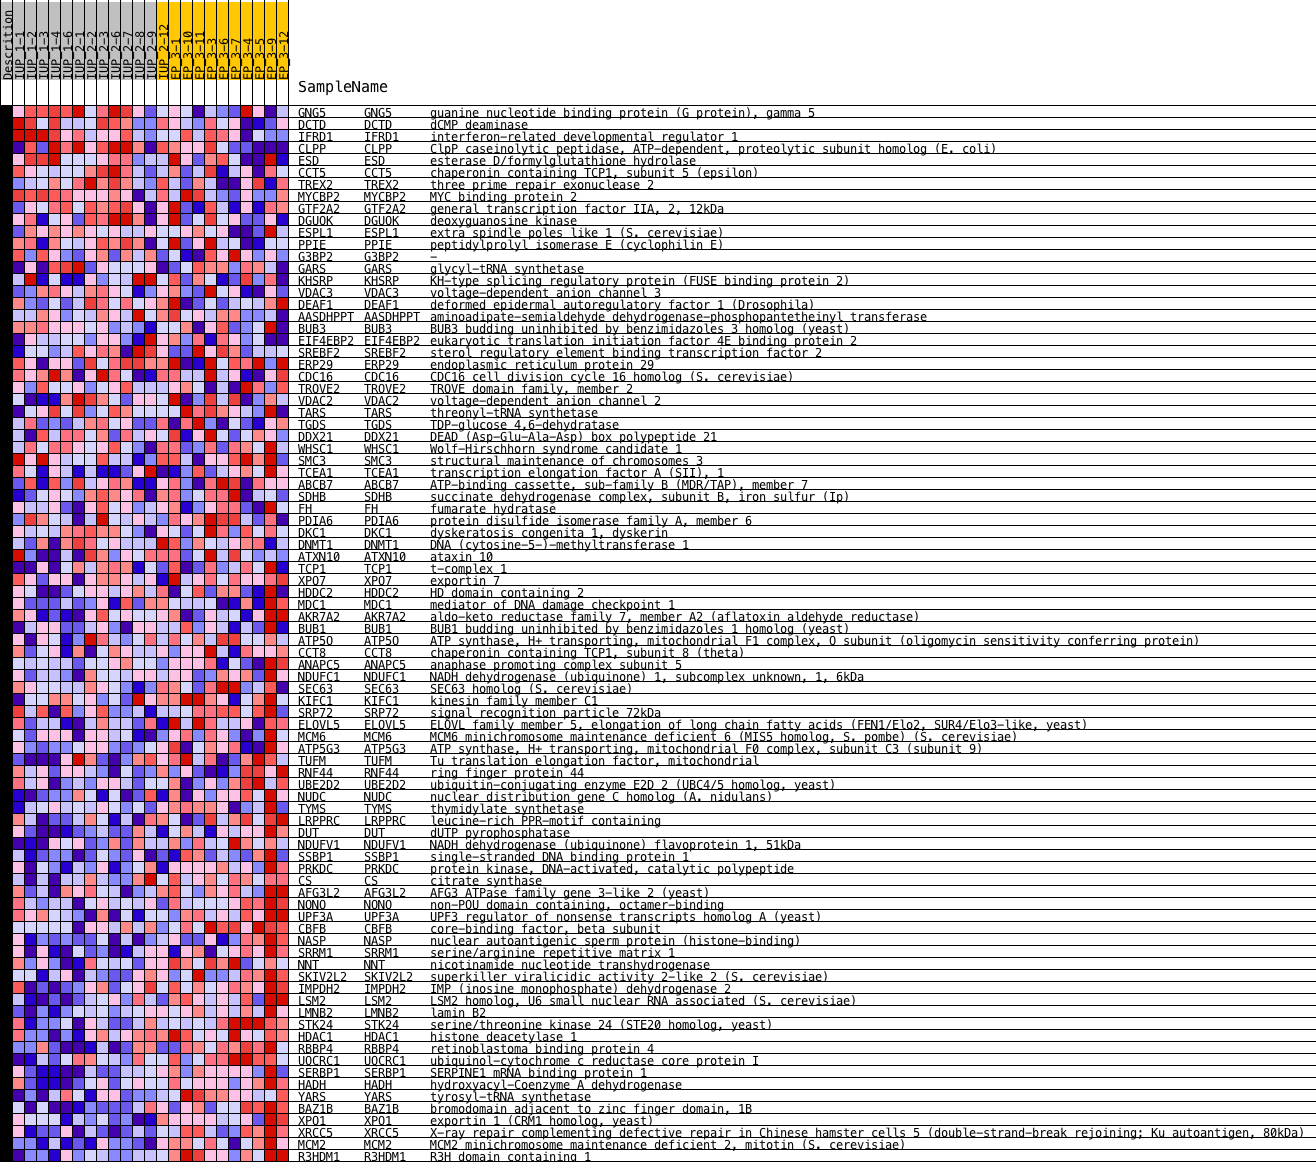 Descrition
IUP_1-1
IUP_1-2
IUP_1-3
IUP_1-4
IUP_1-6
IUP_2-1
IUP_2-2
IUP_2-3
IUP_2-6
IUP_2-7
IUP_2-8
IUP_2-9
IUP_2-12
EP_3-1
EP_3-10
EP_3-11
EP_3-3
EP_3-6
EP_3-7
EP_3-4
EP_3-5
EP_3-9
EP_3-12
SampleName
GNG5 GNG5 guanine nucleotide binding protein (G protein), gamma 5
DCTD DCTD dCMP deaminase
IFRD1 IFRD1 interferon-related developmental regulator 1
CLPP CLPP ClpP caseinolytic peptidase, ATP-dependent, proteolytic subunit homolog (E. coli)
ESD ESD esterase D/formylglutathione hydrolase
CCT5 CCT5 chaperonin containing TCP1, subunit 5 (epsilon)
TREX2 TREX2 three prime repair exonuclease 2
MYCBP2 MYCBP2 MYC binding protein 2
GTF2A2 GTF2A2 general transcription factor IIA, 2, 12kDa
DGUOK DGUOK deoxyguanosine kinase
ESPL1 ESPL1 extra spindle poles like 1 (S. cerevisiae)
PPIE PPIE peptidylprolyl isomerase E (cyclophilin E)
G3BP2 G3BP2 -
GARS GARS glycyl-tRNA synthetase
KHSRP KHSRP KH-type splicing regulatory protein (FUSE binding protein 2)
VDAC3 VDAC3 voltage-dependent anion channel 3
DEAF1 DEAF1 deformed epidermal autoregulatory factor 1 (Drosophila)
AASDHPPT AASDHPPT aminoadipate-semialdehyde dehydrogenase-phosphopantetheinyl transferase
BUB3 BUB3 BUB3 budding uninhibited by benzimidazoles 3 homolog (yeast)
EIF4EBP2 EIF4EBP2 eukaryotic translation initiation factor 4E binding protein 2
SREBF2 SREBF2 sterol regulatory element binding transcription factor 2
ERP29 ERP29 endoplasmic reticulum protein 29
CDC16 CDC16 CDC16 cell division cycle 16 homolog (S. cerevisiae)
TROVE2 TROVE2 TROVE domain family, member 2
VDAC2 VDAC2 voltage-dependent anion channel 2
TARS TARS threonyl-tRNA synthetase
TGDS TGDS TDP-glucose 4,6-dehydratase
DDX21 DDX21 DEAD (Asp-Glu-Ala-Asp) box polypeptide 21
WHSC1 WHSC1 Wolf-Hirschhorn syndrome candidate 1
SMC3 SMC3 structural maintenance of chromosomes 3
TCEA1 TCEA1 transcription elongation factor A (SII), 1
ABCB7 ABCB7 ATP-binding cassette, sub-family B (MDR/TAP), member 7
SDHB SDHB succinate dehydrogenase complex, subunit B, iron sulfur (Ip)
FH FH fumarate hydratase
PDIA6 PDIA6 protein disulfide isomerase family A, member 6
DKC1 DKC1 dyskeratosis congenita 1, dyskerin
DNMT1 DNMT1 DNA (cytosine-5-)-methyltransferase 1
ATXN10 ATXN10 ataxin 10
TCP1 TCP1 t-complex 1
XPO7 XPO7 exportin 7
HDDC2 HDDC2 HD domain containing 2
MDC1 MDC1 mediator of DNA damage checkpoint 1
AKR7A2 AKR7A2 aldo-keto reductase family 7, member A2 (aflatoxin aldehyde reductase)
BUB1 BUB1 BUB1 budding uninhibited by benzimidazoles 1 homolog (yeast)
ATP5O ATP5O ATP synthase, H+ transporting, mitochondrial F1 complex, O subunit (oligomycin sensitivity conferring protein)
CCT8 CCT8 chaperonin containing TCP1, subunit 8 (theta)
ANAPC5 ANAPC5 anaphase promoting complex subunit 5
NDUFC1 NDUFC1 NADH dehydrogenase (ubiquinone) 1, subcomplex unknown, 1, 6kDa
SEC63 SEC63 SEC63 homolog (S. cerevisiae)
KIFC1 KIFC1 kinesin family member C1
SRP72 SRP72 signal recognition particle 72kDa
ELOVL5 ELOVL5 ELOVL family member 5, elongation of long chain fatty acids (FEN1/Elo2, SUR4/Elo3-like, yeast)
MCM6 MCM6 MCM6 minichromosome maintenance deficient 6 (MIS5 homolog, S. pombe) (S. cerevisiae)
ATP5G3 ATP5G3 ATP synthase, H+ transporting, mitochondrial F0 complex, subunit C3 (subunit 9)
TUFM TUFM Tu translation elongation factor, mitochondrial
RNF44 RNF44 ring finger protein 44
UBE2D2 UBE2D2 ubiquitin-conjugating enzyme E2D 2 (UBC4/5 homolog, yeast)
NUDC NUDC nuclear distribution gene C homolog (A. nidulans)
TYMS TYMS thymidylate synthetase
LRPPRC LRPPRC leucine-rich PPR-motif containing
DUT DUT dUTP pyrophosphatase
NDUFV1 NDUFV1 NADH dehydrogenase (ubiquinone) flavoprotein 1, 51kDa
SSBP1 SSBP1 single-stranded DNA binding protein 1
PRKDC PRKDC protein kinase, DNA-activated, catalytic polypeptide
CS CS citrate synthase
AFG3L2 AFG3L2 AFG3 ATPase family gene 3-like 2 (yeast)
NONO NONO non-POU domain containing, octamer-binding
UPF3A UPF3A UPF3 regulator of nonsense transcripts homolog A (yeast)
CBFB CBFB core-binding factor, beta subunit
NASP NASP nuclear autoantigenic sperm protein (histone-binding)
SRRM1 SRRM1 serine/arginine repetitive matrix 1
NNT NNT nicotinamide nucleotide transhydrogenase
SKIV2L2 SKIV2L2 superkiller viralicidic activity 2-like 2 (S. cerevisiae)
IMPDH2 IMPDH2 IMP (inosine monophosphate) dehydrogenase 2
LSM2 LSM2 LSM2 homolog, U6 small nuclear RNA associated (S. cerevisiae)
LMNB2 LMNB2 lamin B2
STK24 STK24 serine/threonine kinase 24 (STE20 homolog, yeast)
HDAC1 HDAC1 histone deacetylase 1
RBBP4 RBBP4 retinoblastoma binding protein 4
UQCRC1 UQCRC1 ubiquinol-cytochrome c reductase core protein I
SERBP1 SERBP1 SERPINE1 mRNA binding protein 1
HADH HADH hydroxyacyl-Coenzyme A dehydrogenase
YARS YARS tyrosyl-tRNA synthetase
BAZ1B BAZ1B bromodomain adjacent to zinc finger domain, 1B
XPO1 XPO1 exportin 1 (CRM1 homolog, yeast)
XRCC5 XRCC5 X-ray repair complementing defective repair in Chinese hamster cells 5 (double-strand-break rejoining; Ku autoantigen, 80kDa)
MCM2 MCM2 MCM2 minichromosome maintenance deficient 2, mitotin (S. cerevisiae)
R3HDM1 R3HDM1 R3H domain containing 1